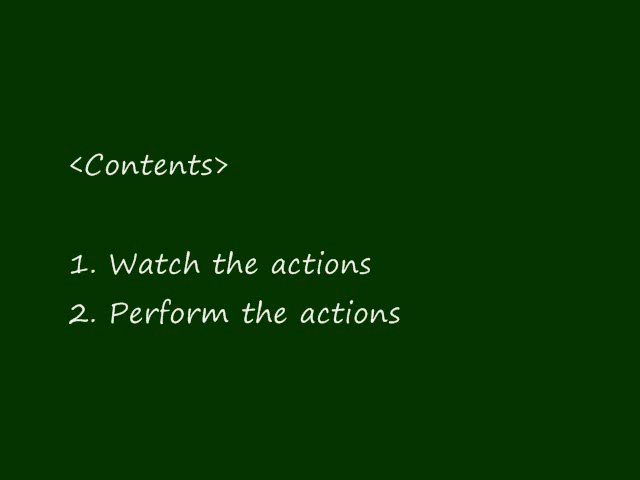 <Contents>
1. Watch the actions
2. Perform the actions